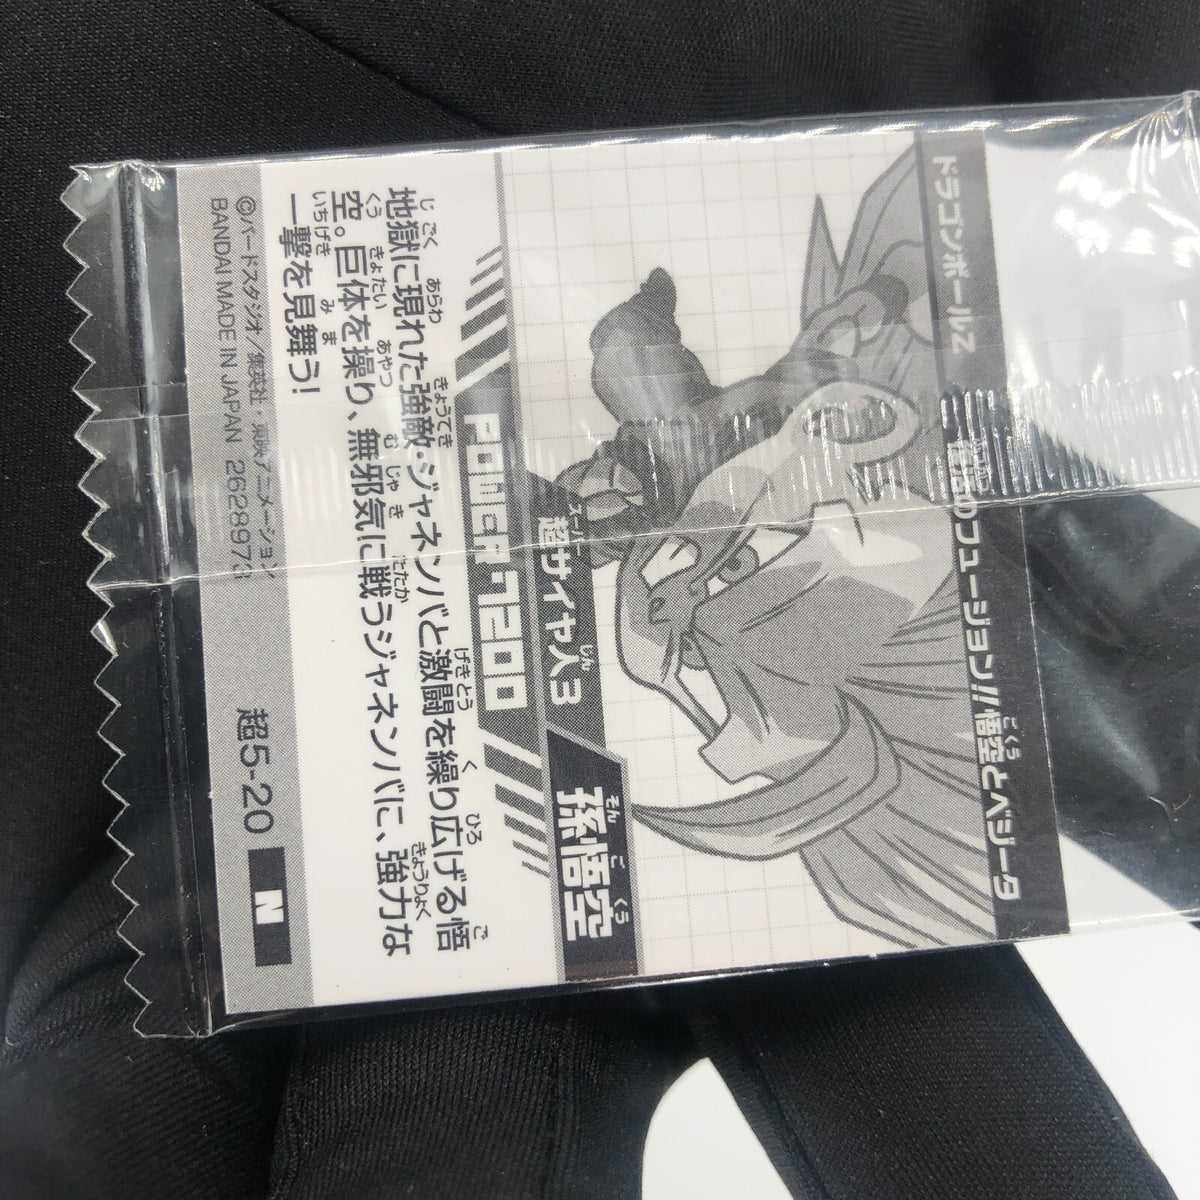 ドラゴンボールZ
復活のフュージョン!!悟空とベジータ
孫悟空
超サイヤ人3
POWER 7200
地獄に現れた強敵・ジャネンバと激闘を繰り広げる悟
空。巨体を操り、無邪気に戦うジャネンバに、強力な
一撃を見舞う!
超5-20
N
©バードスタジオ/集英社・東映アニメーション
BANDAI MADE IN JAPAN 2628973